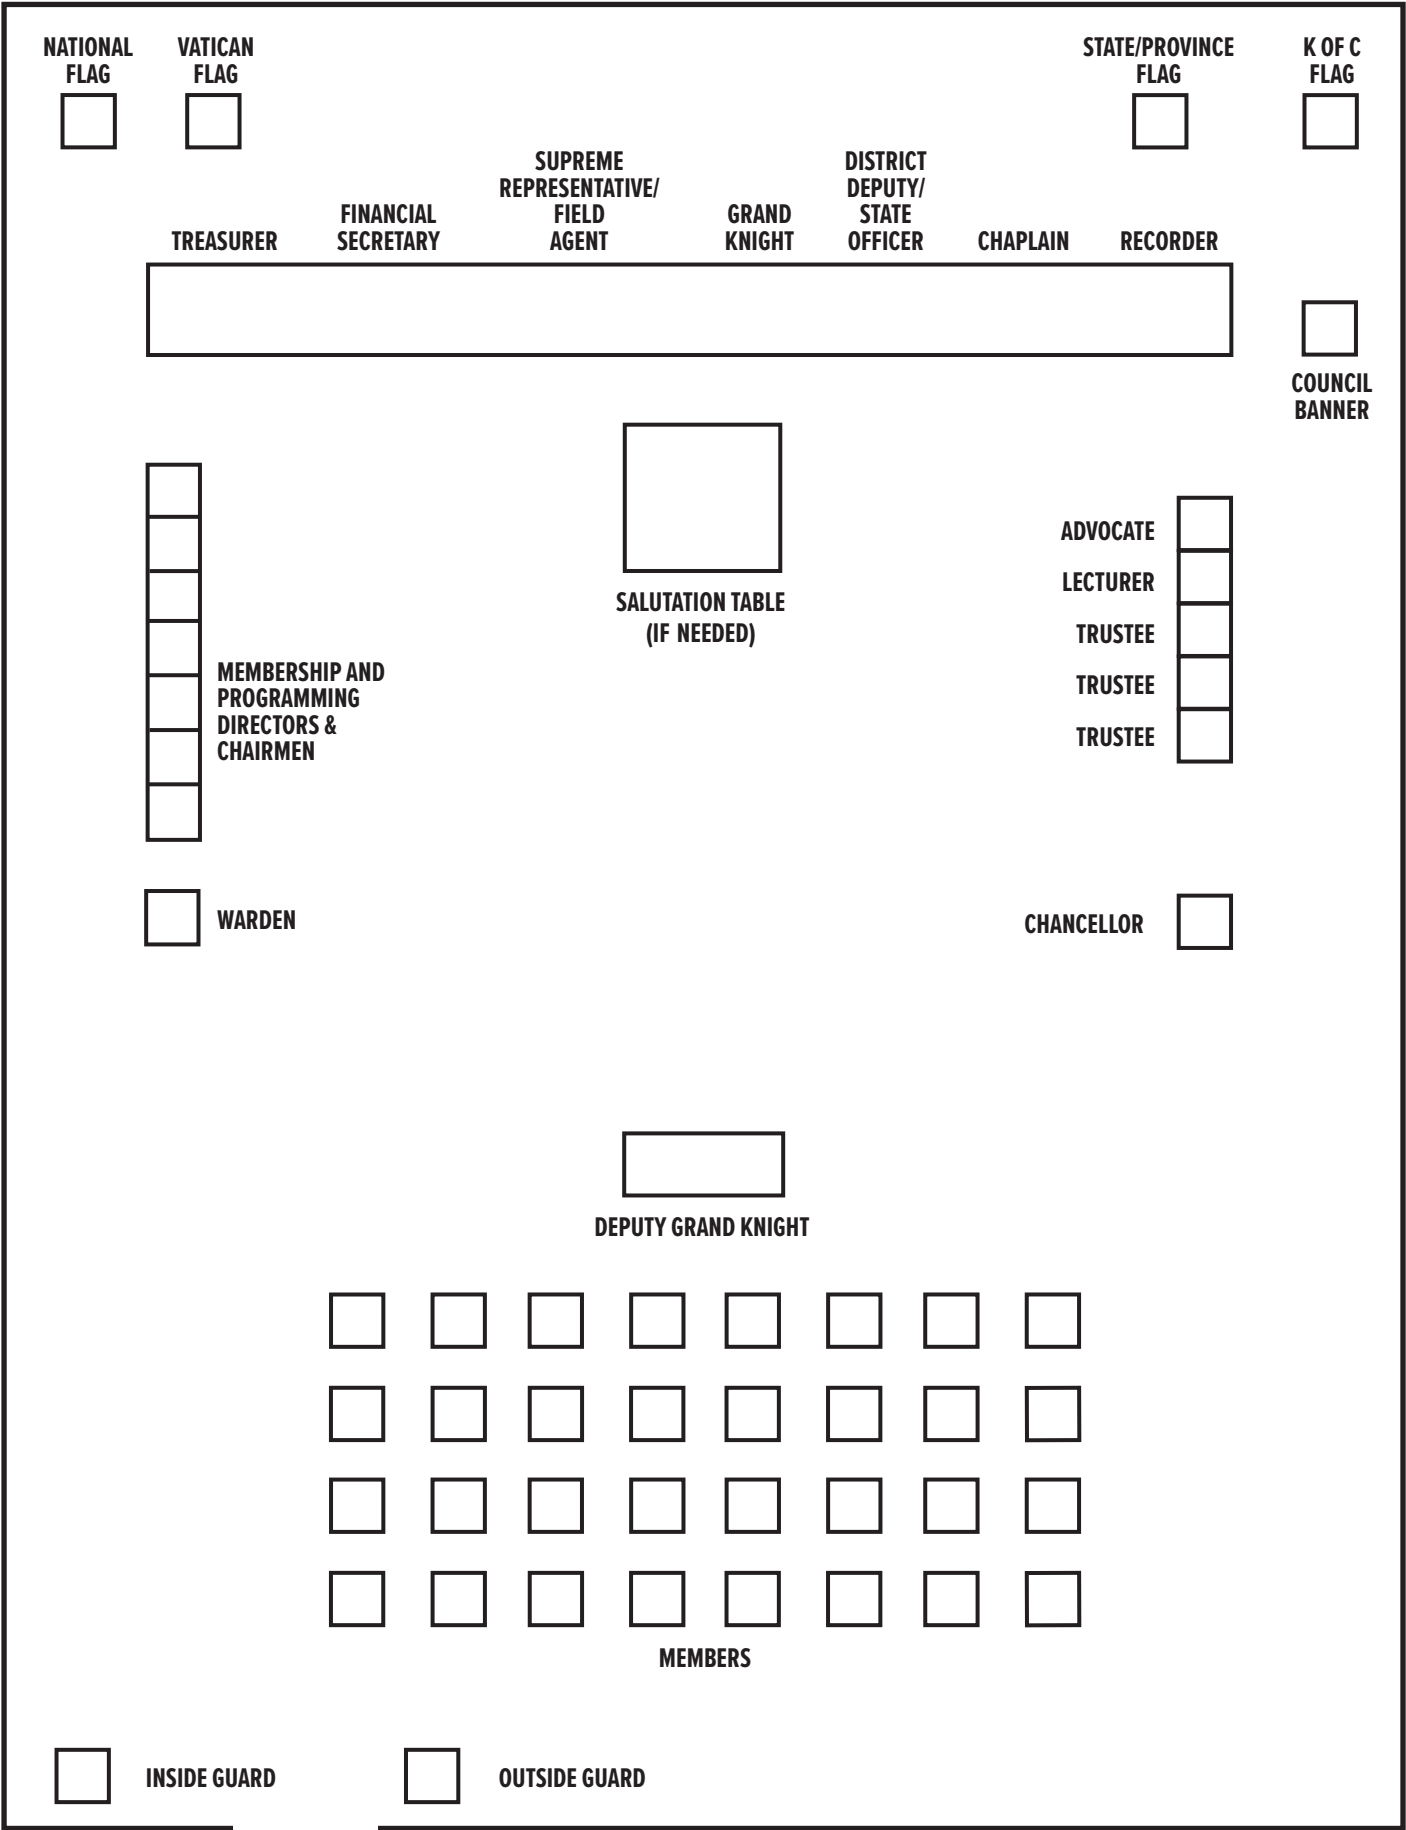 NATIONAL
FLAG
VATICAN
FLAG
STATE/PROVINCE
FLAG
K OF C
FLAG
TREASURER
FINANCIAL
SECRETARY
SUPREME
REPRESENTATIVE/
FIELD
AGENT
GRAND
KNIGHT
DISTRICT
DEPUTY/
STATE
OFFICER
CHAPLAIN
RECORDER
COUNCIL
BANNER
SALUTATION TABLE
(IF NEEDED)
MEMBERSHIP AND
PROGRAMMING
DIRECTORS &
CHAIRMEN
ADVOCATE
LECTURER
TRUSTEE
TRUSTEE
TRUSTEE
WARDEN
CHANCELLOR
DEPUTY GRAND KNIGHT
MEMBERS
INSIDE GUARD
OUTSIDE GUARD